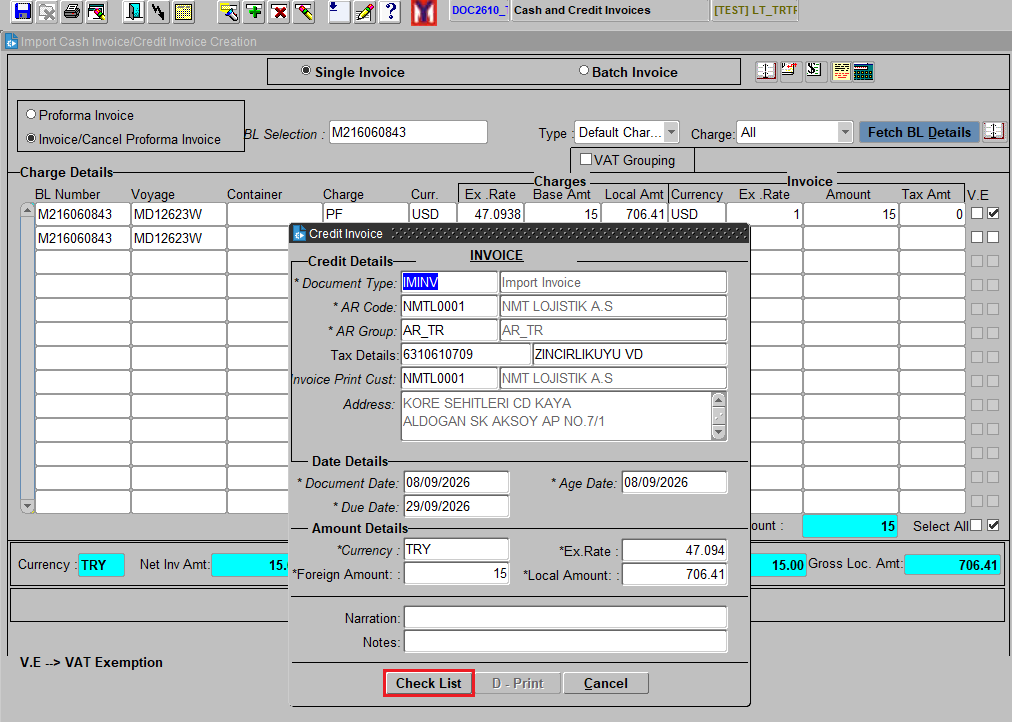 DOC2610_
Cash and Credit Invoices
[TEST] LT_TRTR
Import Cash Invoice/Credit Invoice Creation
Single Invoice
Batch Invoice
Proforma Invoice
Invoice/Cancel Proforma Invoice
BL Selection :
M216060843
Type :
Default Char...
Charge:
All
Fetch BL Details
VAT Grouping
Charge Details
Charges
Invoice
BL Number
Voyage
Container
Charge
Curr.
Ex .Rate
Base Amt
Local Amt
Currency
Ex .Rate
Amount
Tax Amt
V.E
M216060843
MD12623W
PF
USD
47.0938
15
706.41
USD
1
15
0
M216060843
MD12623W
Credit Invoice
INVOICE
Credit Details
* Document Type:
IMINV
Import Invoice
* AR Code:
NMTL0001
NMT LOJISTIK A.S
* AR Group:
AR_TR
AR_TR
Tax Details:
6310610709
ZINCIRLIKUYU VD
Invoice Print Cust:
NMTL0001
NMT LOJISTIK A.S
Address:
KORE SEHITLERI CD KAYA
ALDOGAN SK AKSOY AP NO.7/1
Date Details
* Document Date:
08/09/2026
* Age Date:
08/09/2026
* Due Date:
29/09/2026
Amount Details
*Currency :
TRY
*Ex.Rate :
47.094
*Foreign Amount: :
15
*Local Amount: :
706.41
Narration:
Notes:
Check List
D - Print
Cancel
ount :
15
Select All
Currency :
TRY
Net Inv Amt:
15.
15.00
Gross Loc. Amt:
706.41
V.E --> VAT Exemption